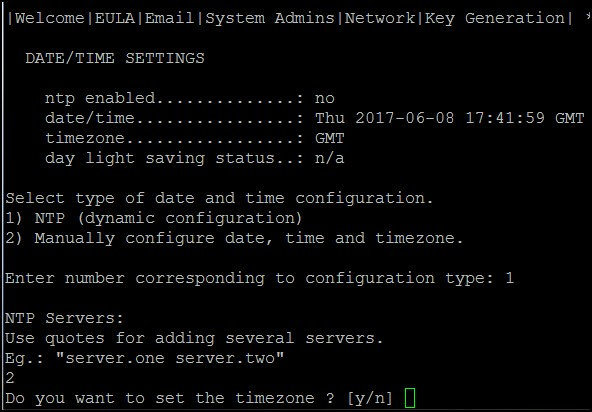 |Welcome|EULA|Email|System Admins|Network|Key Generation| *
DATE/TIME SETTINGS
ntp enabled..............: no
date/time................: Thu 2017-06-08 17:41:59 GMT
timezone.................: GMT
day light saving status..: n/a
Select type of date and time configuration.
1) NTP (dynamic configuration)
2) Manually configure date, time and timezone.
Enter number corresponding to configuration type: 1
NTP Servers:
Use quotes for adding several servers.
Eg.: "server.one server.two"
2
Do you want to set the timezone ? [y/n]